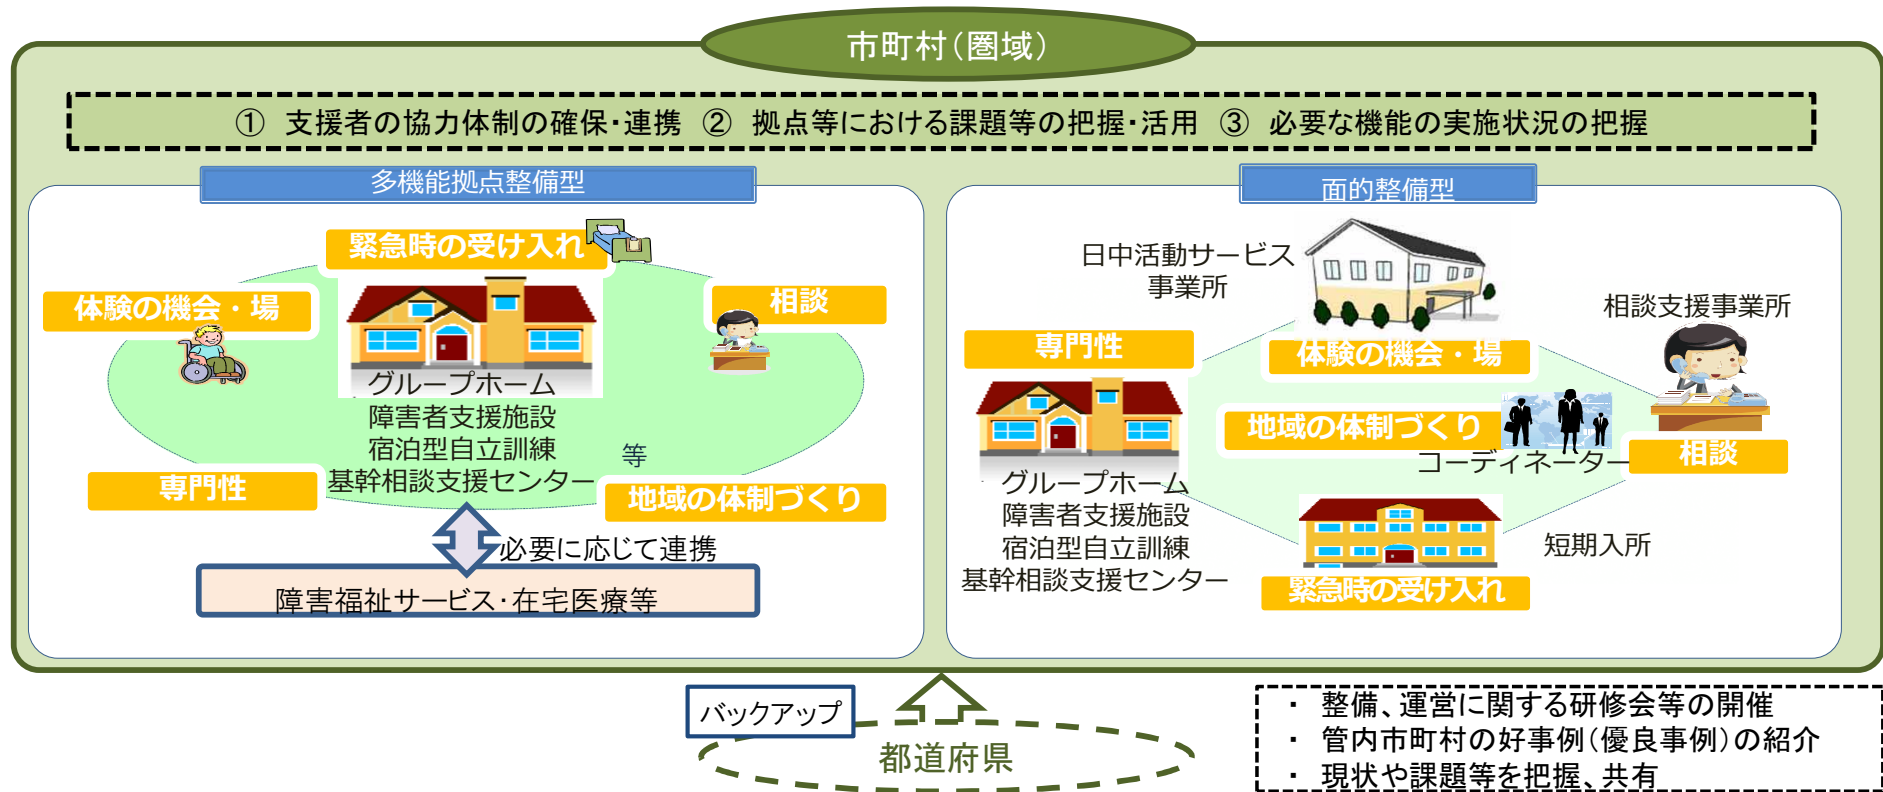 市町村（圏域）
① 支援者の協力体制の確保・連携 ② 拠点等における課題等の把握・活用 ③ 必要な機能の実施状況の把握
多機能拠点整備型
緊急時の受け入れ
体験の機会・場
相談
グループホーム
障害者支援施設
宿泊型自立訓練
基幹相談支援センター
等
専門性
地域の体制づくり
必要に応じて連携
障害福祉サービス・在宅医療等
面的整備型
日中活動サービス
事業所
相談支援事業所
専門性
体験の機会・場
地域の体制づくり
コーディネーター
相談
グループホーム
障害者支援施設
宿泊型自立訓練
基幹相談支援センター
短期入所
緊急時の受け入れ
バックアップ
都道府県
・ 整備、運営に関する研修会等の開催
・ 管内市町村の好事例（優良事例）の紹介
・ 現状や課題等を把握、共有